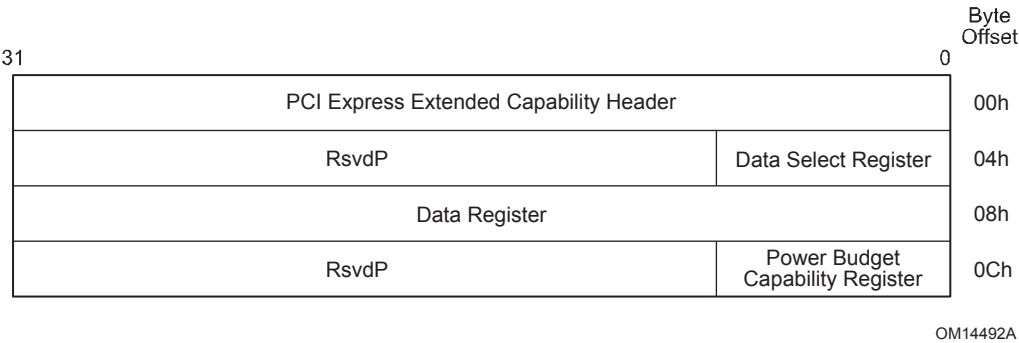 Byte
Offset
31 0
PCI Express Extended Capability Header 00h
RsvdP Data Select Register 04h
Data Register 08h
RsvdP Power Budget
Capability Register 0Ch
OM14492A